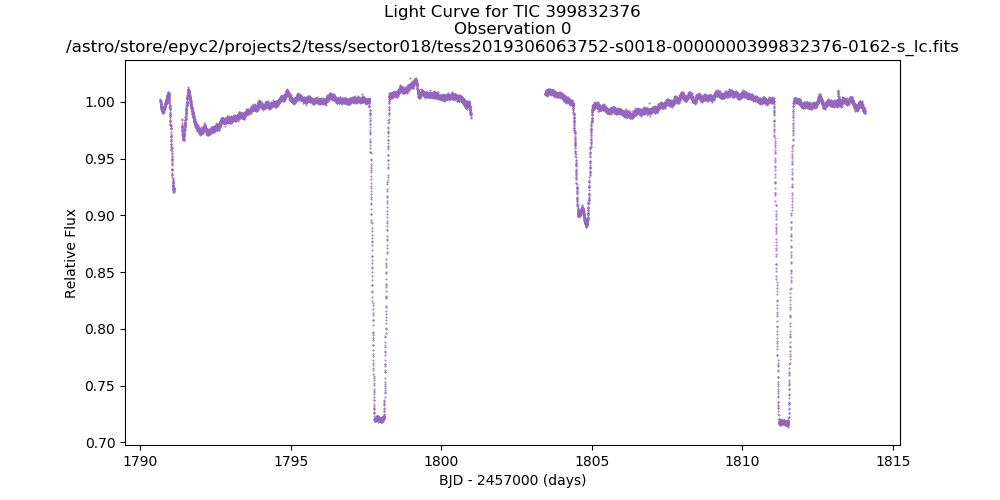 Light Curve for TIC 399832376
Observation 0
/astro/store/epyc2/projects2/tess/sector018/tess2019306063752-s0018-0000000399832376-0162-s_lc.fits
1.00
0.95
0.90
0.85
0.80
0.75
0.70
Relative Flux
1790
1795
1800
1805
1810
1815
BJD - 2457000 (days)